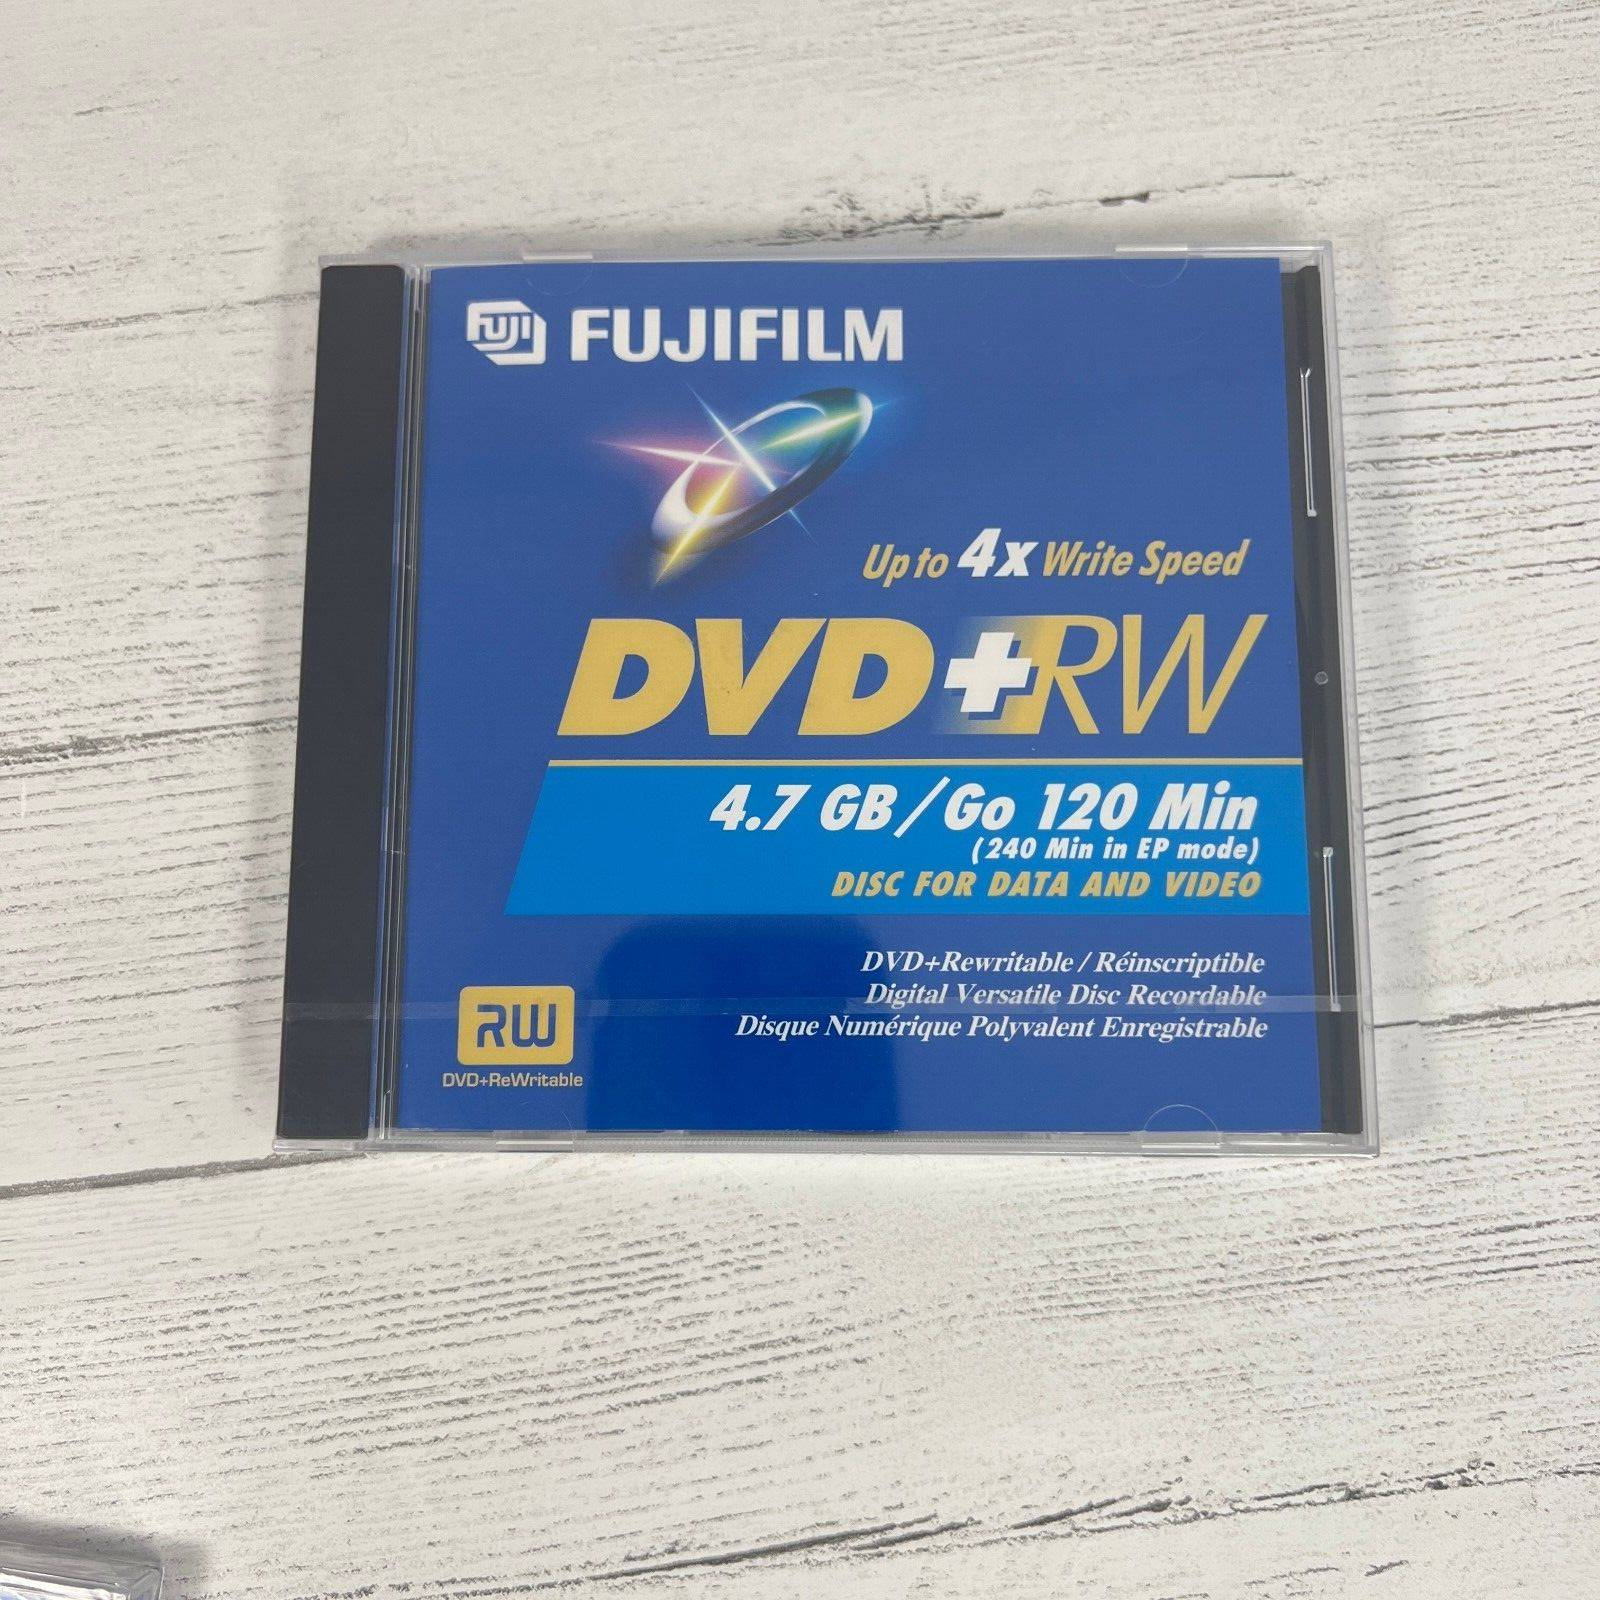 FUJI FUJIFILM
Up to 4x Write Speed
DVD+RW
4.7 GB/Go 120 Min
(240 Min in EP mode)
DISC FOR DATA AND VIDEO
DVD+Rewritable / Réinscriptible
Digital Versatile Disc Recordable
Disque Numérique Polyvalent Enregistrable
RW
DVD+ReWritable